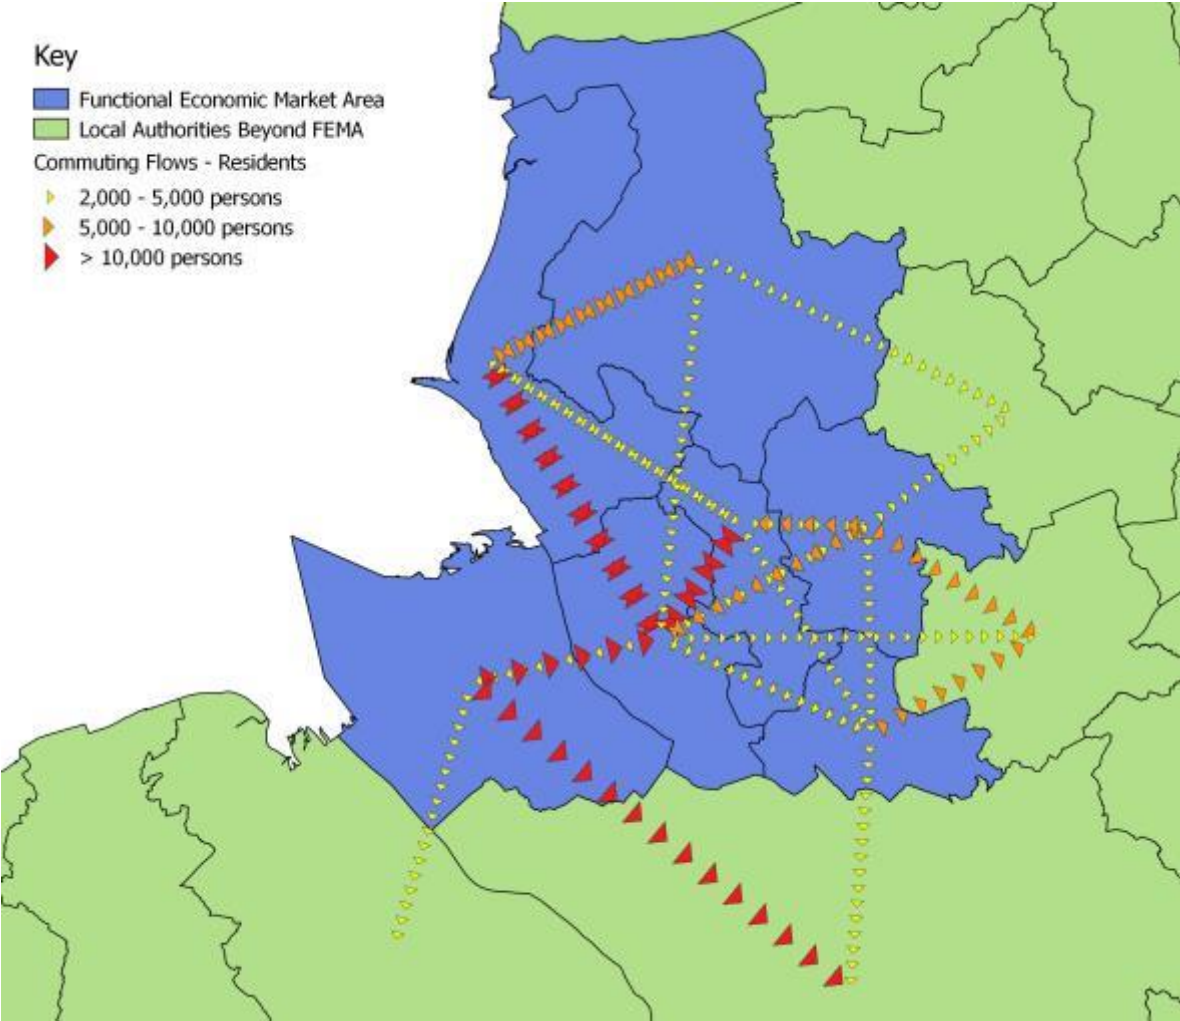 Key
Functional Economic Market Area
Local Authorities Beyond FEMA
Commuting Flows - Residents
2,000 - 5,000 persons
5,000 - 10,000 persons
> 10,000 persons